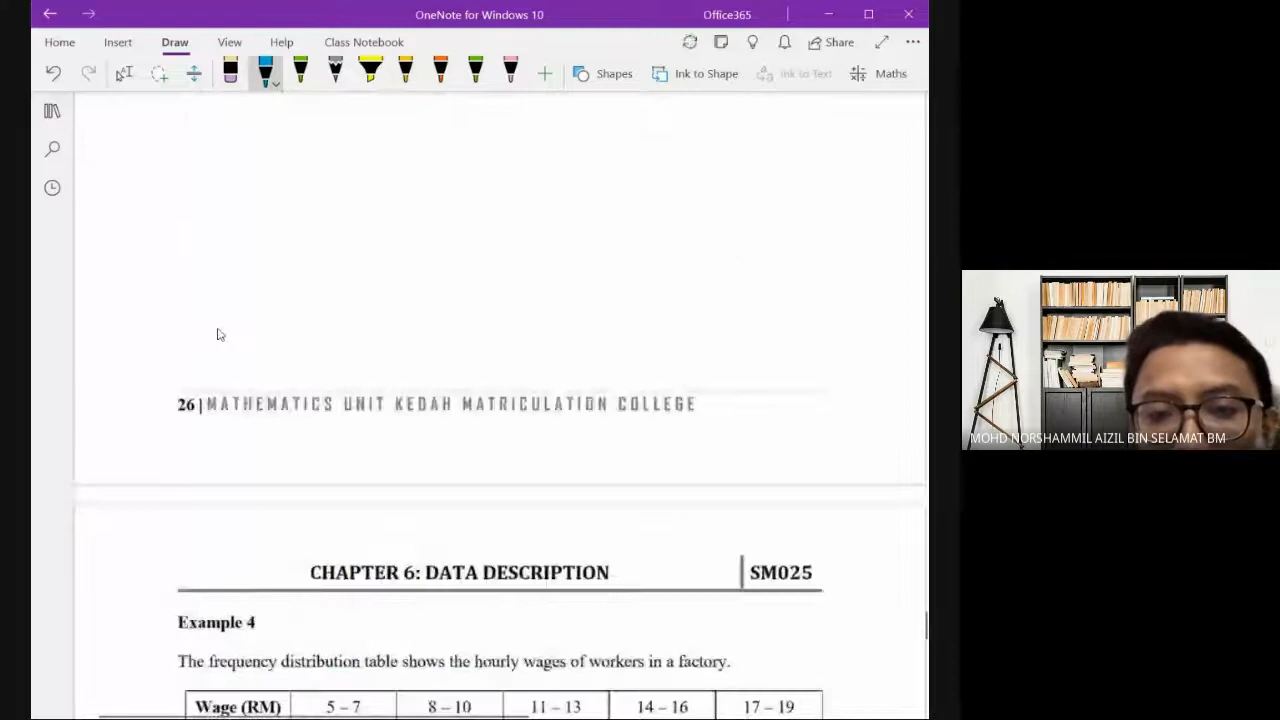 OneNote for Windows 10
Office365
Home Insert Draw View Help Class Notebook
Share
Shapes
Ink to Shape
Ink to Text
Maths
26 | MATHEMATICS UNIT KEDAH MATRICULATION COLLEGE
CHAPTER 6: DATA DESCRIPTION
SM025
Example 4
The frequency distribution table shows the hourly wages of workers in a factory.
Wage (RM) 5 – 7 8 – 10 11 – 13 14 – 16 17 – 19
MOHD NORSHAMMIL AIZIL BIN SELAMAT BM